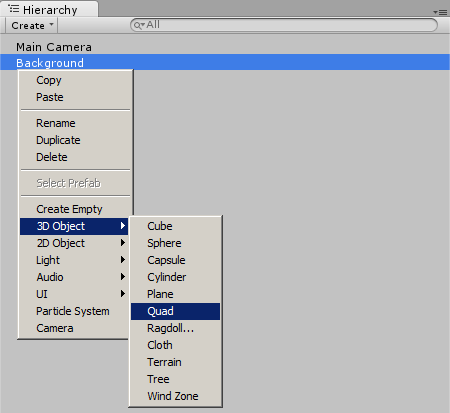 Hierarchy
Create
All
Main Camera
Background
Copy
Paste
Rename
Duplicate
Delete
Select Prefab
Create Empty
3D Object
2D Object
Light
Audio
UI
Particle System
Camera
Cube
Sphere
Capsule
Cylinder
Plane
Quad
Ragdoll...
Cloth
Terrain
Tree
Wind Zone